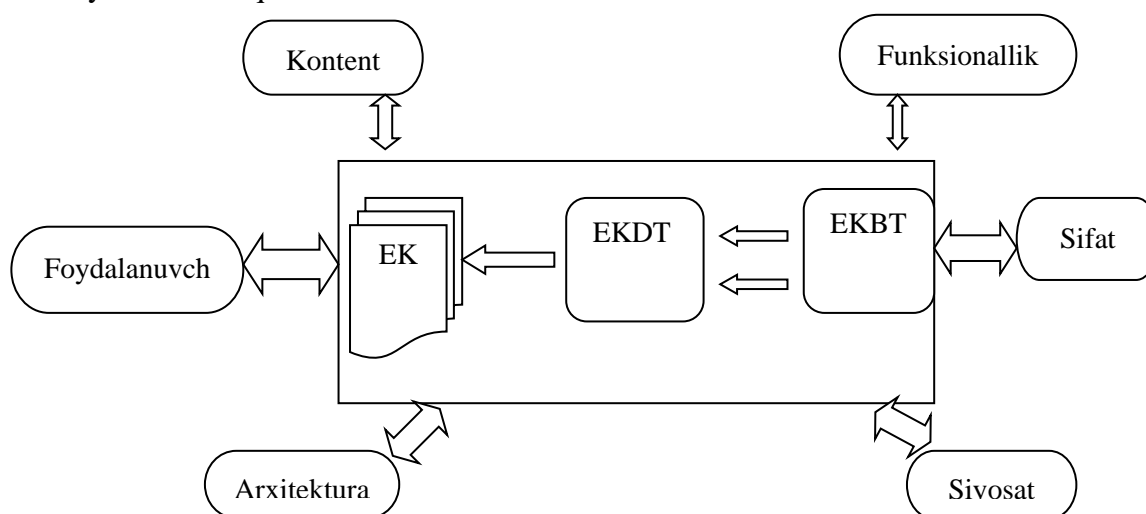 Kontent
Funksionallik
EK
EKDT
EKBT
Sifat
Foydalanuvch
Arxitektura
Sivosat